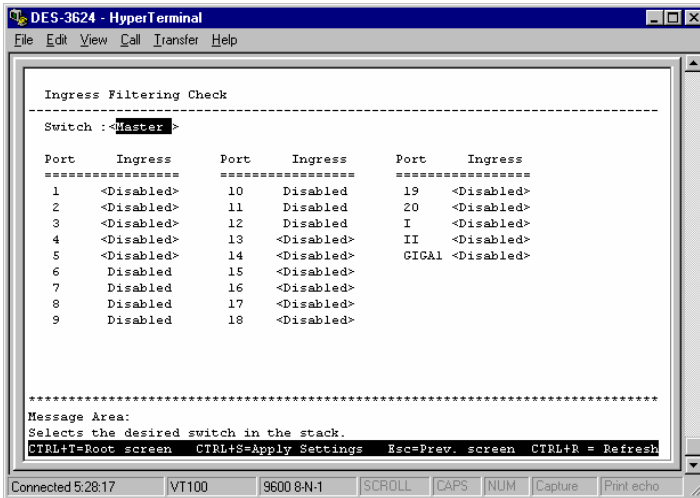 DES-3624 - HyperTerminal
File Edit View Call Transfer Help
Ingress Filtering Check
--------------------------------------------------------------------------------
Switch :<Master >
Port Ingress Port Ingress Port Ingress
================= ================= =================
1 <Disabled> 10 Disabled 19 <Disabled>
2 <Disabled> 11 Disabled 20 <Disabled>
3 <Disabled> 12 Disabled I <Disabled>
4 <Disabled> 13 <Disabled> II <Disabled>
5 <Disabled> 14 <Disabled> GIGA1 <Disabled>
6 Disabled 15 <Disabled>
7 Disabled 16 <Disabled>
8 Disabled 17 <Disabled>
9 Disabled 18 <Disabled>
********************************************************************************
Message Area:
Selects the desired switch in the stack.
CTRL+T=Root screen CTRL+S=Apply Settings Esc=Prev. screen CTRL+R = Refresh
Connected 5:28:17 VT100 9600 8-N-1 SCROLL CAPS NUM Capture Print echo